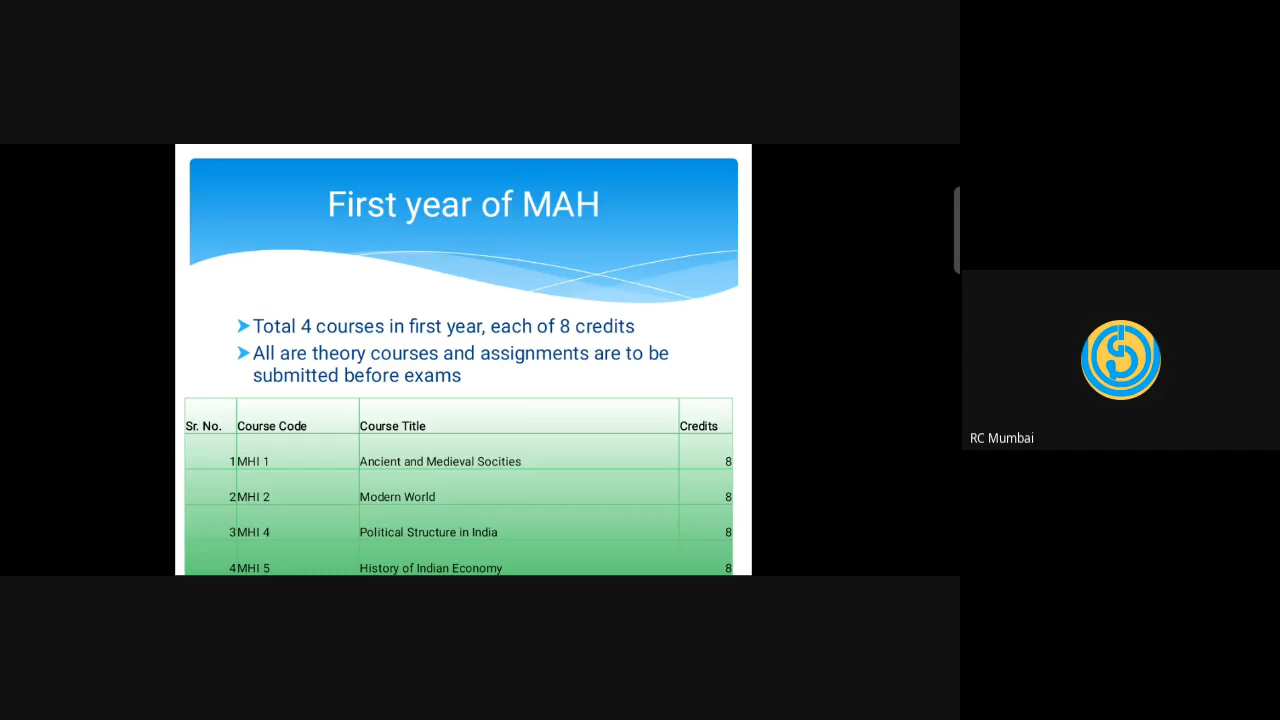 First year of MAH
➤Total 4 courses in first year, each of 8 credits
➤All are theory courses and assignments are to be
submitted before exams
Sr. No. Course Code Course Title Credits
1 MHI 1 Ancient and Medieval Socities 8
2 MHI 2 Modern World 8
3 MHI 4 Political Structure in India 8
4 MHI 5 History of Indian Economy 8
RC Mumbai